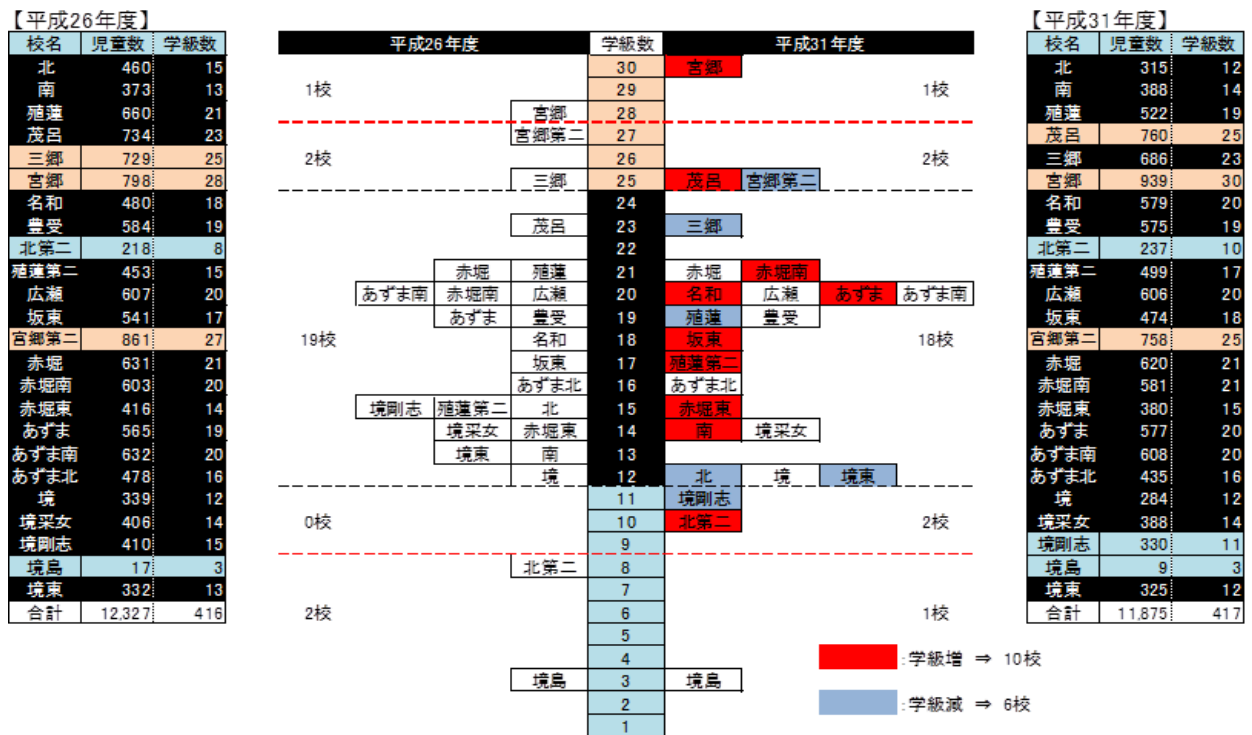 【平成26年度】
校名 児童数 学級数
北 460 15
南 373 13
殖蓮 660 21
茂呂 734 23
三郷 729 25
宮郷 798 28
名和 480 18
豊受 584 19
北第二 218 8
殖蓮第二 453 15
広瀬 607 20
坂東 541 17
宮郷第二 861 27
赤堀 631 21
赤堀南 603 20
赤堀東 416 14
あずま 565 19
あずま南 632 20
あずま北 478 16
境 339 12
境采女 406 14
境剛志 410 15
境島 17 3
境東 332 13
合計 12,327 416
平成26年度 学級数 平成31年度
30 宮郷
1校 29 1校
宮郷 28
宮郷第二 27
2校 26 2校
三郷 25 茂呂 宮郷第二
24
茂呂 23 三郷
22
赤堀 殖蓮 21 赤堀 赤堀南
あずま南 赤堀南 広瀬 20 名和 広瀬 あずま あずま南
あずま 豊受 19 殖蓮 豊受
19校 名和 18 坂東 18校
坂東 17 殖蓮第二
あずま北 16 あずま北
境剛志 殖蓮第二 北 15 赤堀東
境采女 赤堀東 14 南 境采女
境東 南 13
境 12 北 境 境東
11 境剛志
0校 10 北第二 2校
9
北第二 8
7
2校 6 1校
5
4
境島 3 境島
2
1
:学級増 ⇒ 10校
:学級減 ⇒ 6校
【平成31年度】
校名 児童数 学級数
北 315 12
南 388 14
殖蓮 522 19
茂呂 760 25
三郷 686 23
宮郷 939 30
名和 579 20
豊受 575 19
北第二 237 10
殖蓮第二 499 17
広瀬 606 20
坂東 474 18
宮郷第二 758 25
赤堀 620 21
赤堀南 581 21
赤堀東 380 15
あずま 577 20
あずま南 608 20
あずま北 435 16
境 284 12
境采女 388 14
境剛志 330 11
境島 9 3
境東 325 12
合計 11,875 417